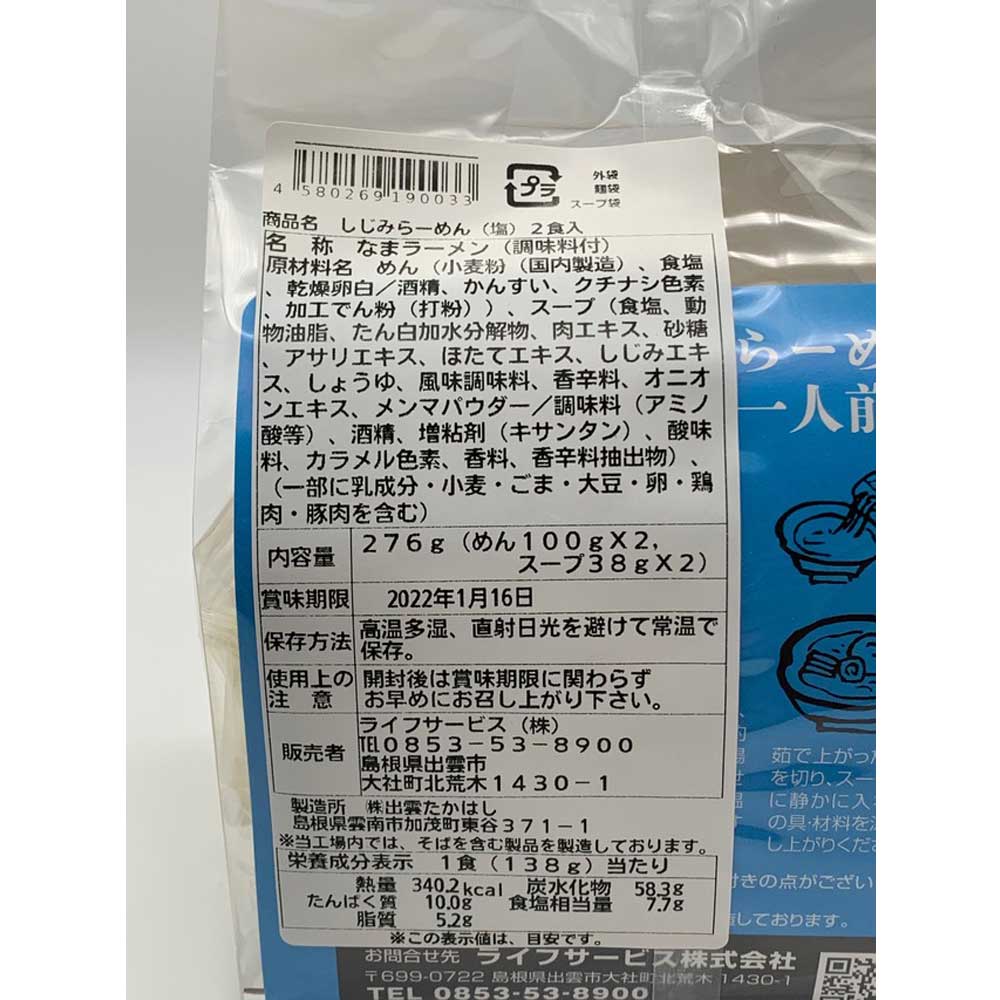 4 580269 190033
プラ
外袋
麺袋
スープ袋
商品名 しじみらーめん（塩）２食入
名 称 なまラーメン（調味料付）
原材料名 めん（小麦粉（国内製造）、食塩
、乾燥卵白／酒精、かんすい、クチナシ色素
、加工でん粉（打粉））、スープ（食塩、動
物油脂、たん白加水分解物、肉エキス、砂糖
、アサリエキス、ほたてエキス、しじみエキ
ス、しょうゆ、風味調味料、香辛料、オニオ
ンエキス、メンマパウダー／調味料（アミノ
酸等）、酒精、増粘剤（キサンタン）、酸味
料、カラメル色素、香料、香辛料抽出物）、
（一部に乳成分・小麦・ごま・大豆・卵・鶏
肉・豚肉を含む）
内容量 ２７６ｇ（めん１００ｇＸ２，
スープ３８ｇＸ２）
賞味期限 2022年1月16日
保存方法 高温多湿、直射日光を避けて常温で
保存。
使用上の注意 開封後は賞味期限に関わらず
お早めにお召し上がり下さい。
販売者 ライフサービス（株）
TEL０８５３－５３－８９００
島根県出雲市
大社町北荒木１４３０－１
製造所 ㈱出雲たかはし
島根県雲南市加茂町東谷３７１－１
※当工場内では、そばを含む製品を製造しております。
栄養成分表示 １食（１３８ｇ）当たり
熱量 340.2kcal 炭水化物 58.3g
たんぱく質 10.0g 食塩相当量 7.7g
脂質 5.2g
※この表示値は、目安です。
らーめ
一人前
茹で上がった
を切り、スー
に静かに入
の具・材料を
し上がりくだ
付きの点がござい
しております。
お問合せ先 ライフサービス株式会社
〒699-0722 島根県出雲市大社町北荒木1430-1
TEL 0853-53-8900